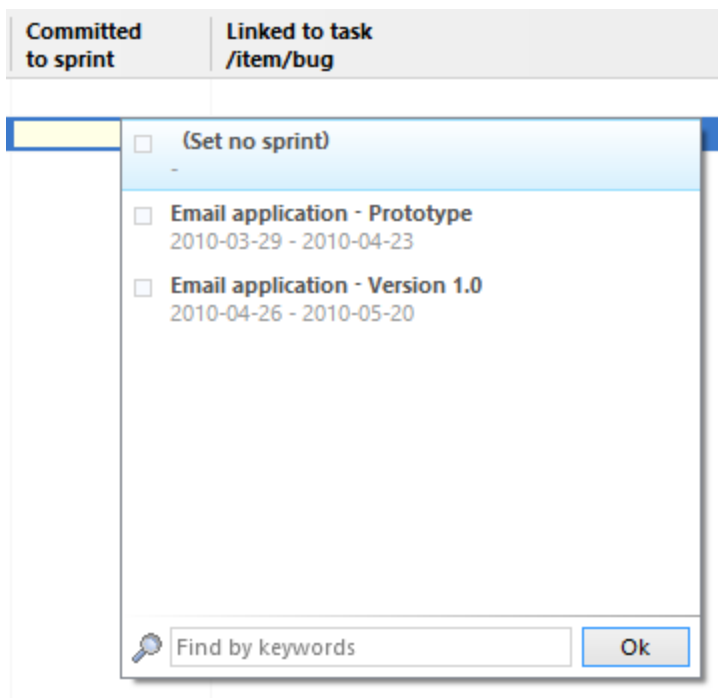 Committed
to sprint
Linked to task
/item/bug
(Set no sprint)
-
Email application - Prototype
2010-03-29 - 2010-04-23
Email application - Version 1.0
2010-04-26 - 2010-05-20
Find by keywords
Ok